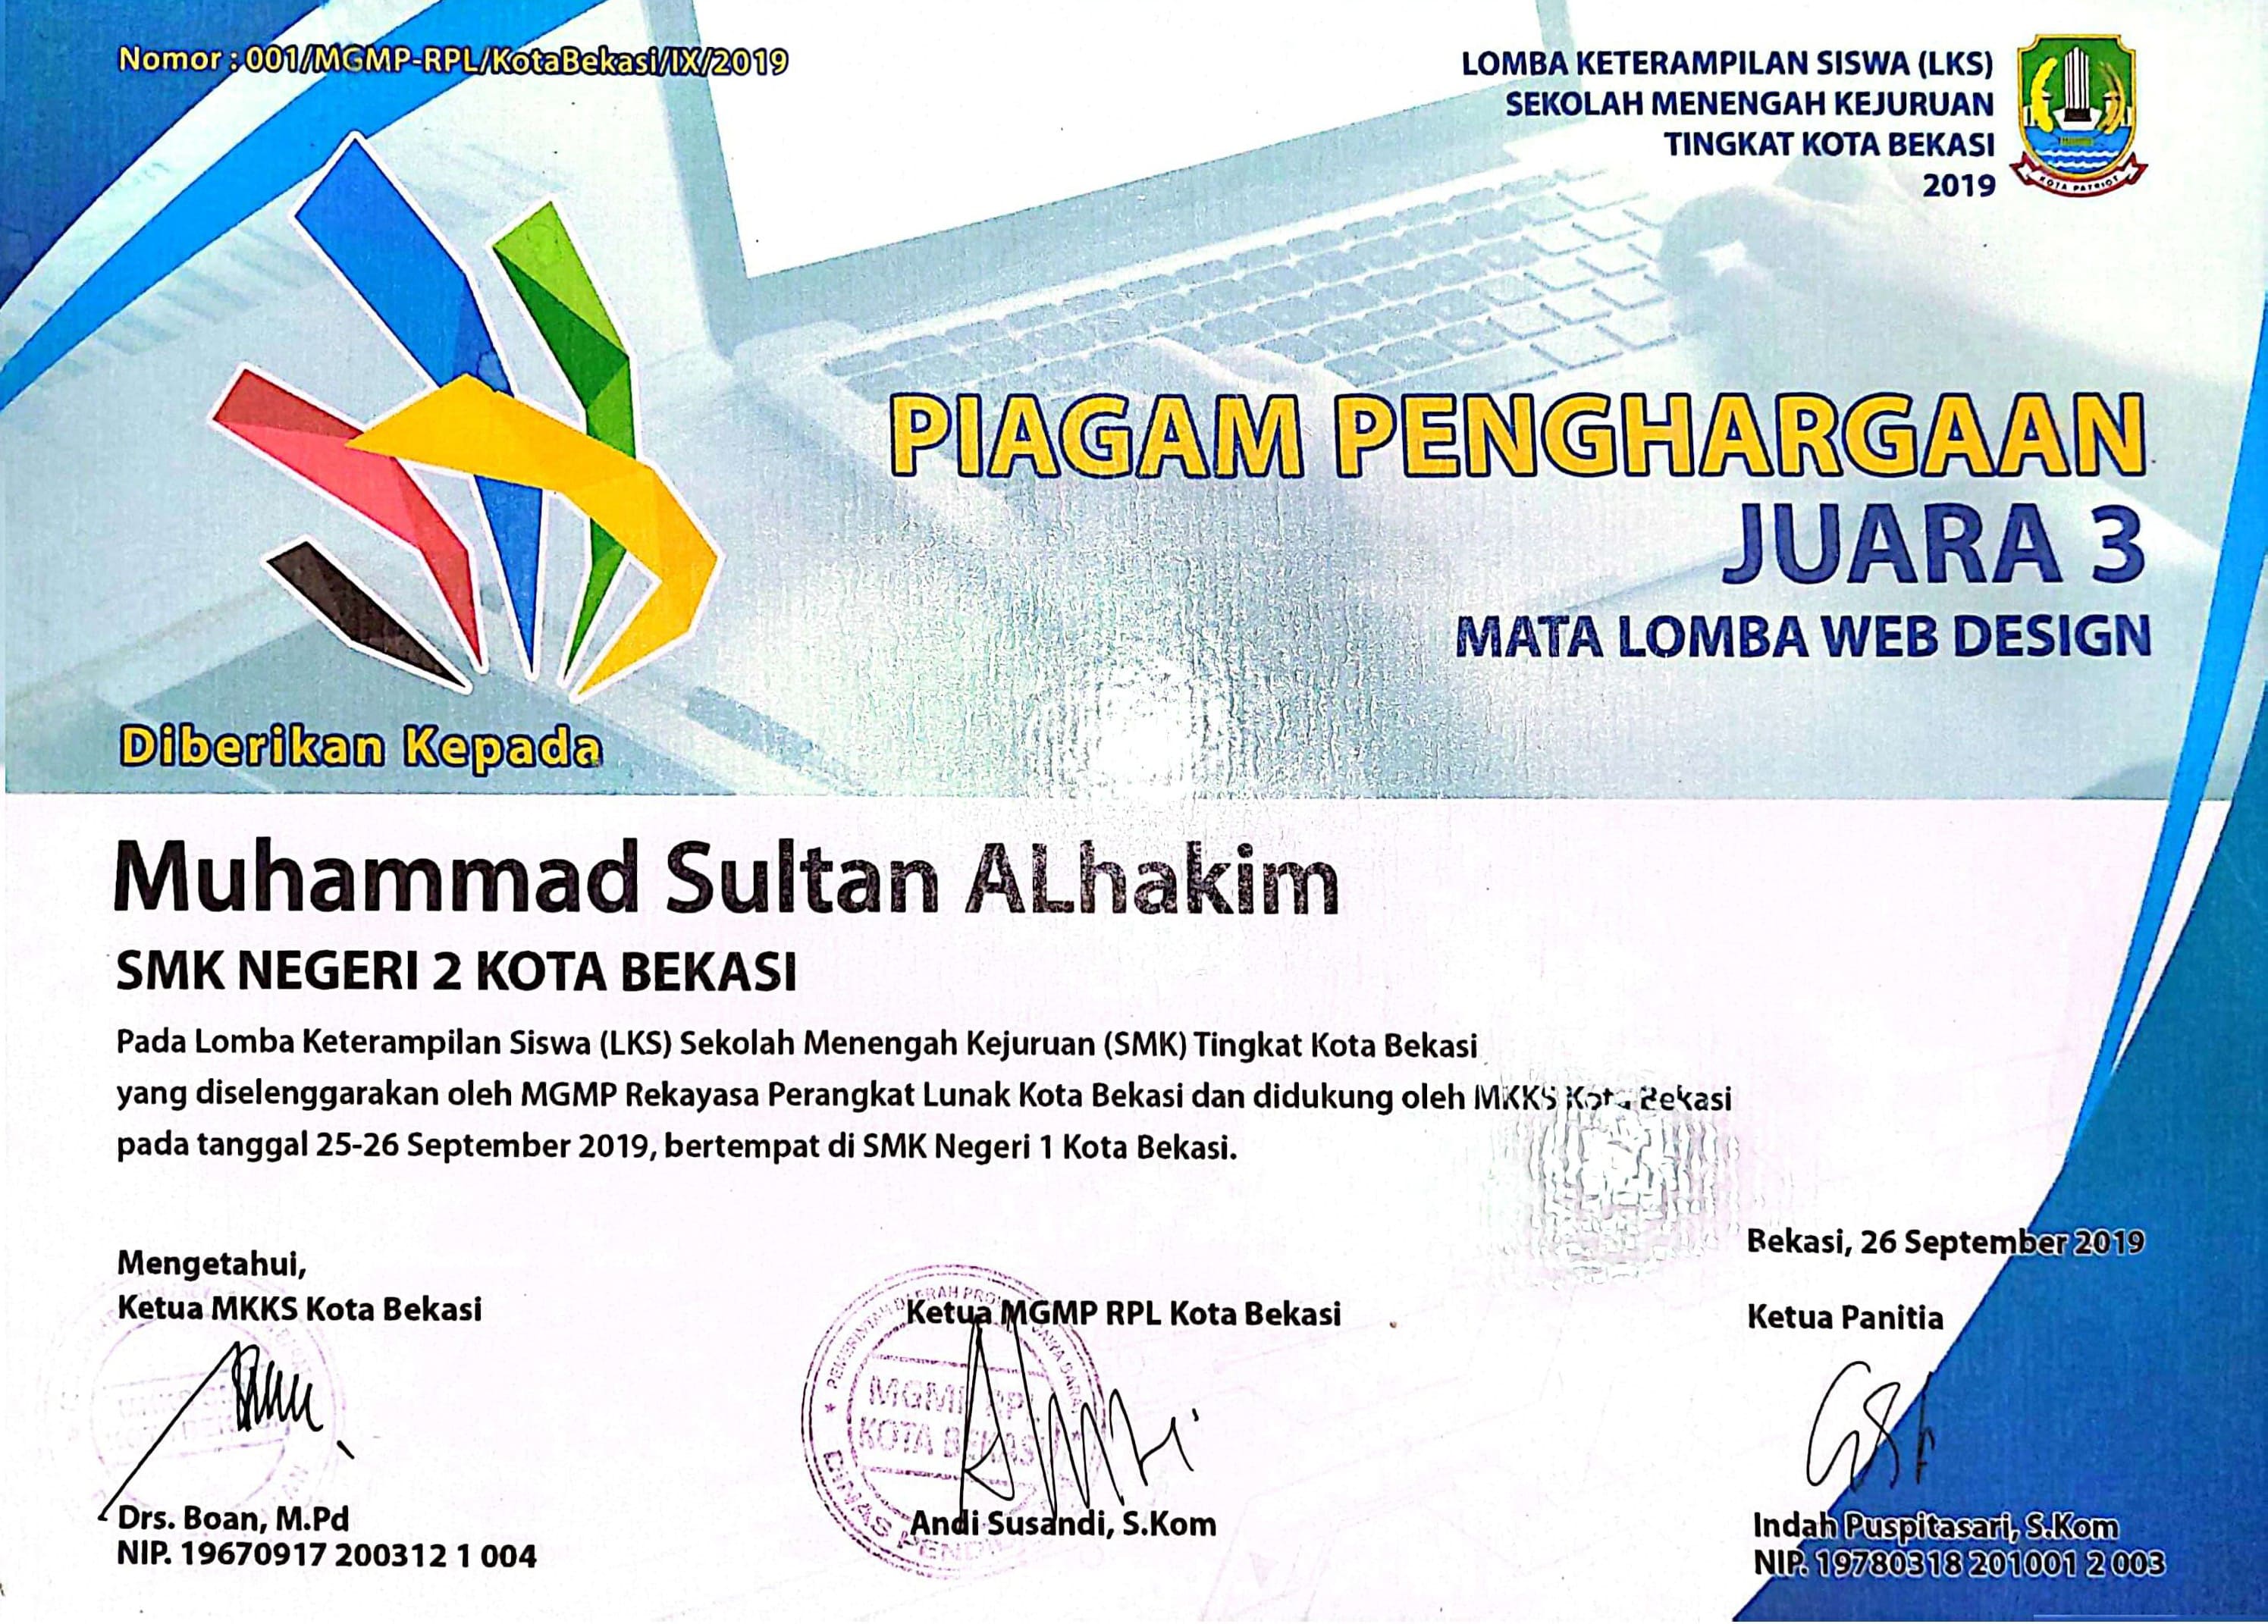 Nomor : 001/MGMP-RPL/KotaBekasi/IX/2019
LOMBA KETERAMPILAN SISWA (LKS)
SEKOLAH MENENGAH KEJURUAN
TINGKAT KOTA BEKASI
2019
KOTA PATRIOT
PIAGAM PENGHARGAAN
JUARA 3
MATA LOMBA WEB DESIGN
Diberikan Kepada
Muhammad Sultan ALhakim
SMK NEGERI 2 KOTA BEKASI
Pada Lomba Keterampilan Siswa (LKS) Sekolah Menengah Kejuruan (SMK) Tingkat Kota Bekasi
yang diselenggarakan oleh MGMP Rekayasa Perangkat Lunak Kota Bekasi dan didukung oleh MKKS Kota Bekasi
pada tanggal 25-26 September 2019, bertempat di SMK Negeri 1 Kota Bekasi.
Bekasi, 26 September 2019
Mengetahui,
Ketua MKKS Kota Bekasi
Ketua MGMP RPL Kota Bekasi
Ketua Panitia
MGMP RPL
KOTA BEKASI
Drs. Boan, M.Pd
NIP. 19670917 200312 1 004
Andi Susandi, S.Kom
Indah Puspitasari, S.Kom
NIP. 19780318 201001 2 003